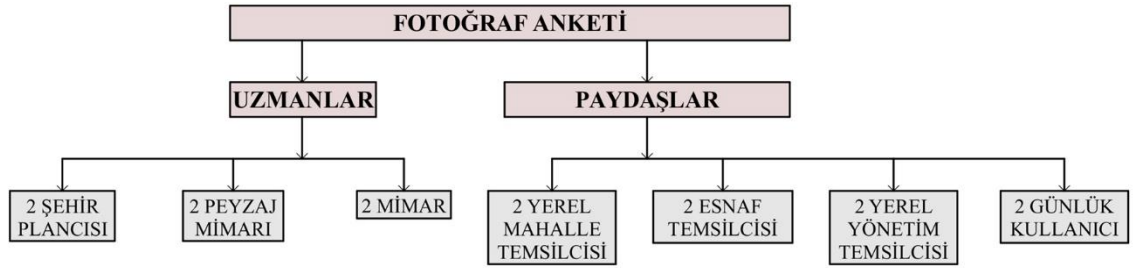 FOTOĞRAF ANKETİ
UZMANLAR
PAYDAŞLAR
2 ŞEHİR
PLANCISI
2 PEYZAJ
MİMARI
2 MİMAR
2 YEREL
MAHALLE
TEMSİLCİSİ
2 ESNAF
TEMSİLCİSİ
2 YEREL
YÖNETİM
TEMSİLCİSİ
2 GÜNLÜK
KULLANICI